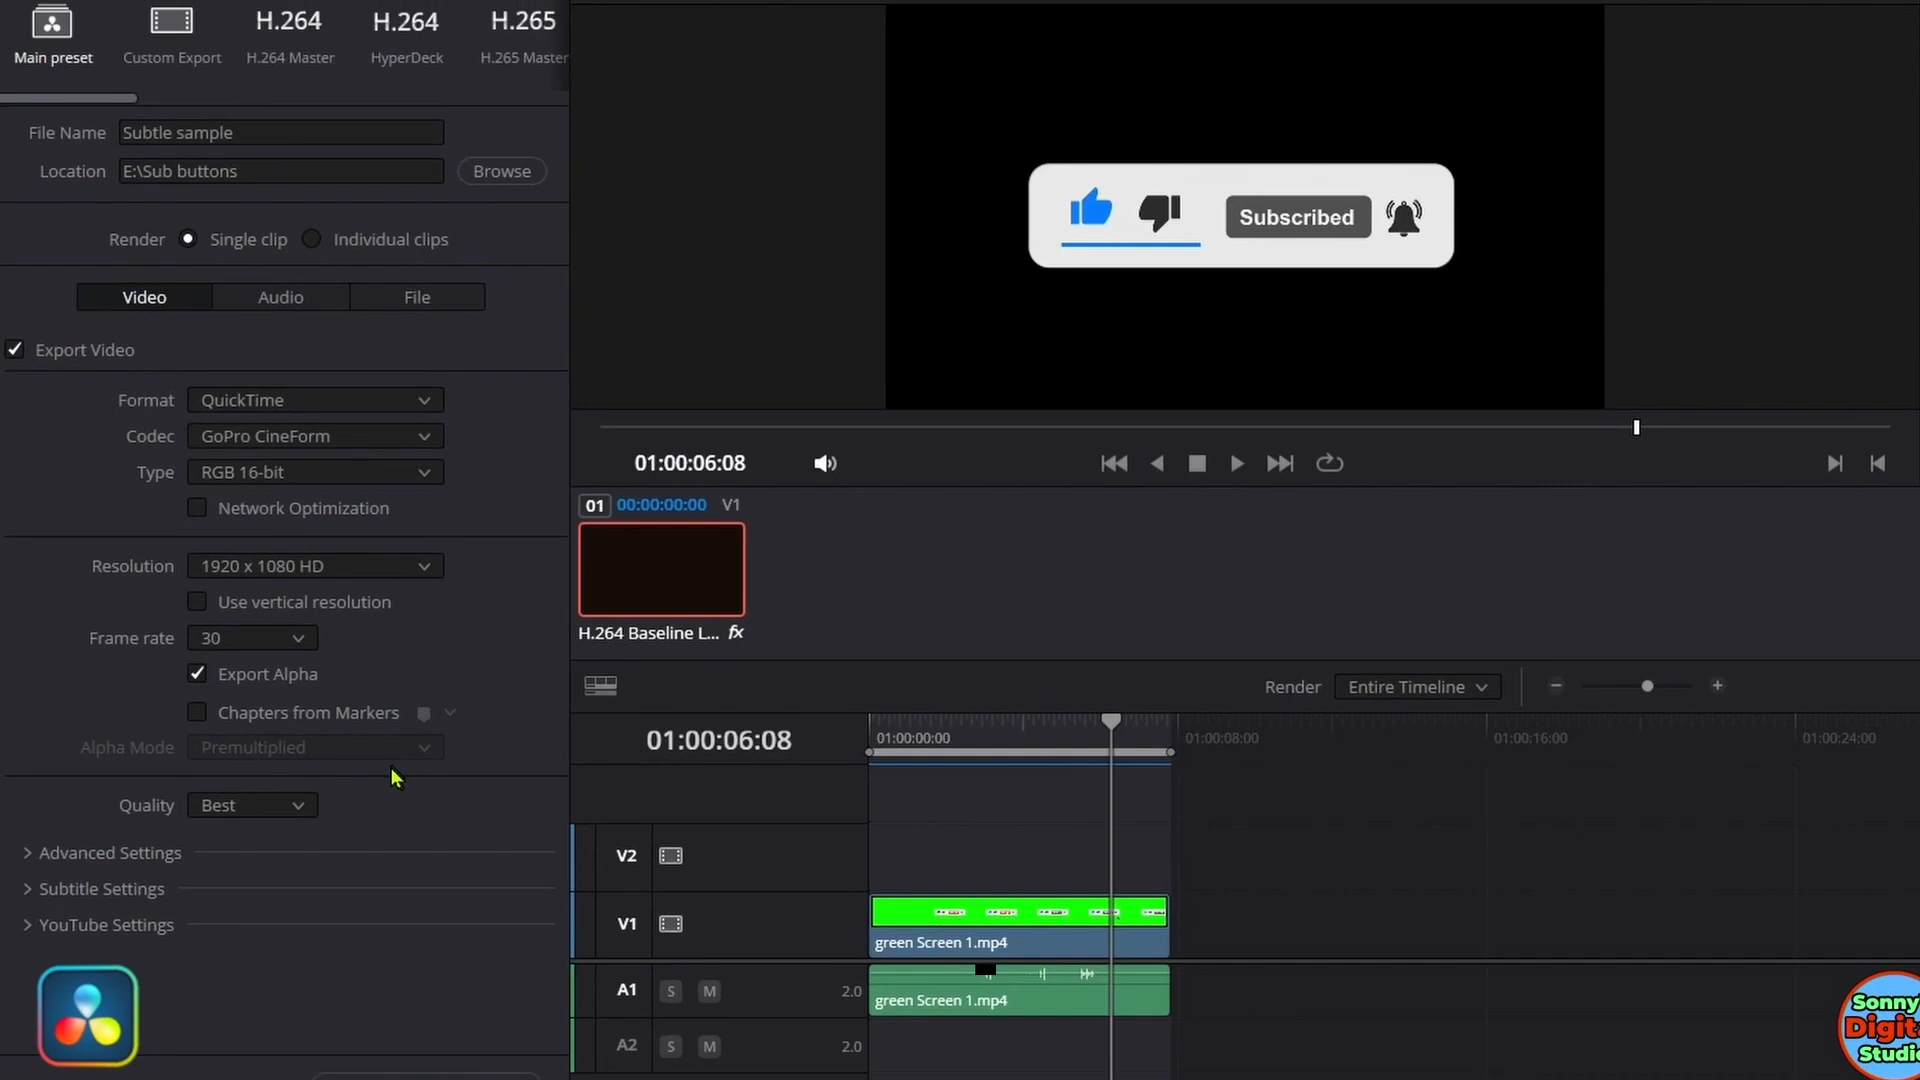 H.264
H.264
H.265
Main preset
Custom Export
H.264 Master
HyperDeck
H.265 Master
File Name
Subtle sample
Location
E:\Sub buttons
Browse
Render
Single clip
Individual clips
Video
Audio
File
Export Video
Format
QuickTime
Codec
GoPro CineForm
Type
RGB 16-bit
Network Optimization
Resolution
1920 x 1080 HD
Use vertical resolution
Frame rate
30
Export Alpha
Chapters from Markers
Alpha Mode
Premultiplied
Quality
Best
Advanced Settings
Subtitle Settings
YouTube Settings
Subscribed
01:00:06:08
01
00:00:00:00
V1
H.264 Baseline L...
fx
Render
Entire Timeline
01:00:06:08
01:00:00:00
01:00:08:00
01:00:16:00
01:00:24:00
V2
V1
green Screen 1.mp4
A1
S
M
2.0
green Screen 1.mp4
A2
S
M
2.0
Sonny'
Digit
Studi